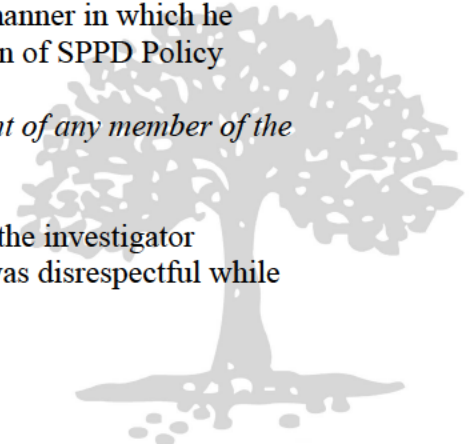 manner in which he
n of SPPD Policy
nt of any member of the
the investigator
was disrespectful while